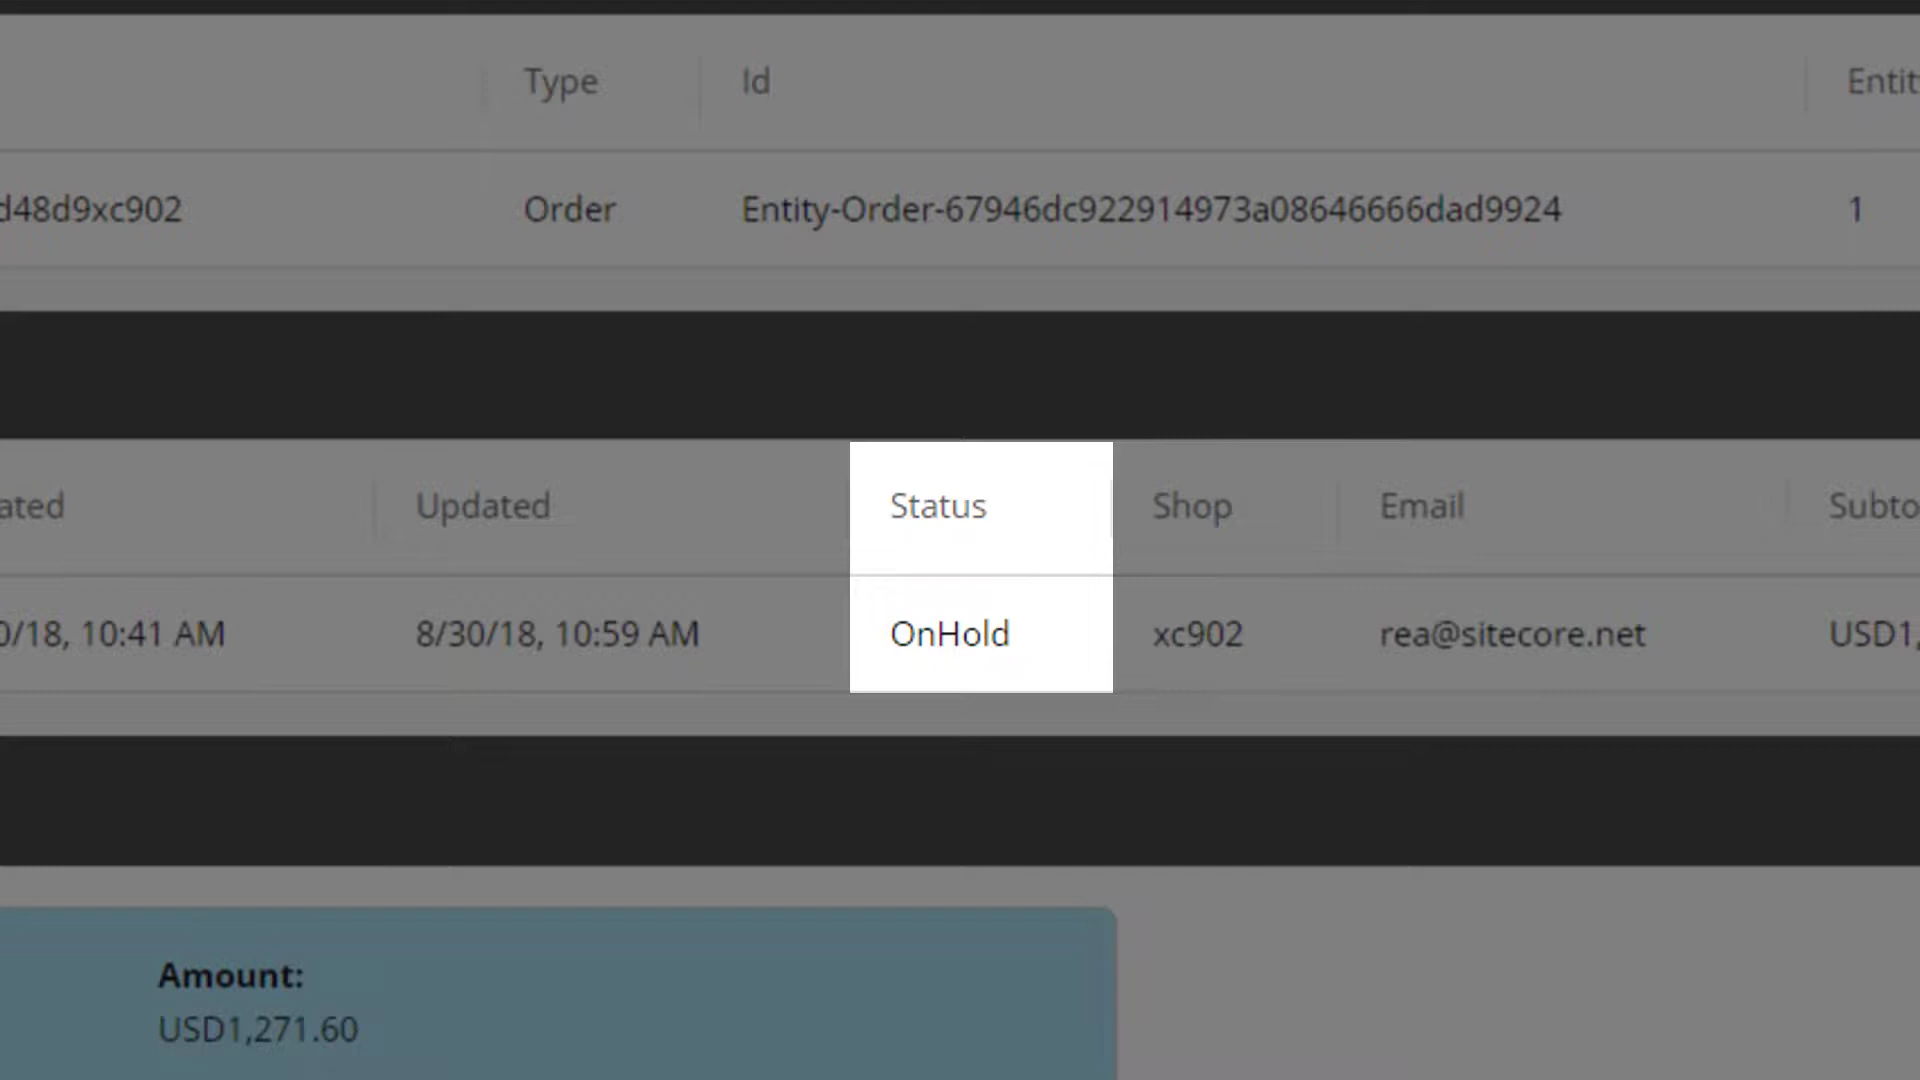 Type Id Entit
d48d9xc902 Order Entity-Order-67946dc922914973a08646666dad9924 1
ated Updated Status Shop Email Subto
0/18, 10:41 AM 8/30/18, 10:59 AM OnHold xc902 rea@sitecore.net USD1,
Amount:
USD1,271.60